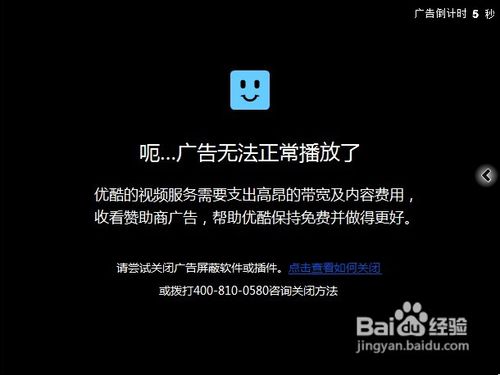 广告倒计时 5 秒
呃...广告无法正常播放了
优酷的视频服务需要支出高昂的带宽及内容费用，
收看赞助商广告，帮助优酷保持免费并做得更好。
请尝试关闭广告屏蔽软件或插件。点击查看如何关闭
或拨打400-810-0580咨询关闭方法
Bai du 经验
jingyan.baidu.com